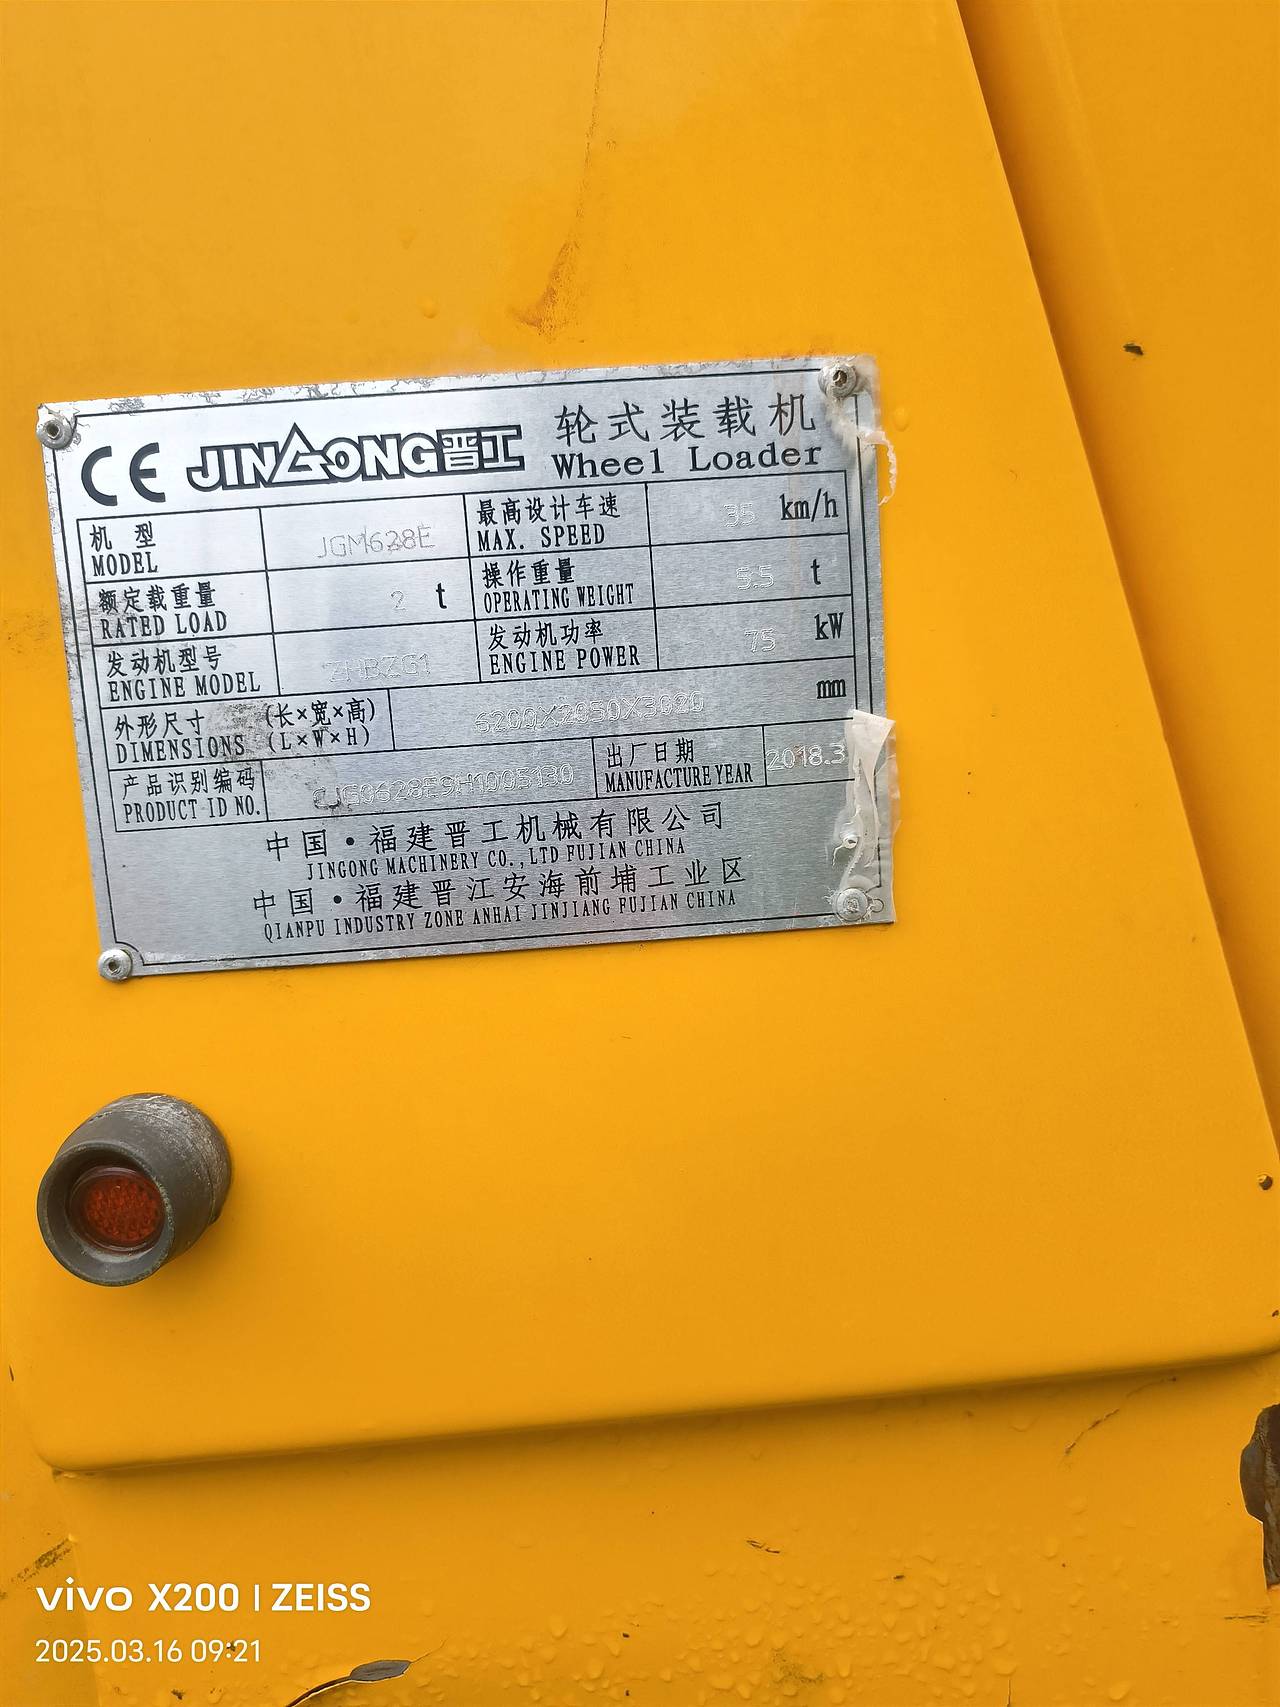 CE JINGONG晋工 轮式装载机
Wheel Loader
机 型 JGM628E 最高设计车速 35 km/h
MODEL MAX. SPEED
额定载重量 2 t 操作重量 5.5 t
RATED LOAD OPERATING WEIGHT
发动机型号 发动机功率 75 kW
ENGINE MODEL ENGINE POWER
外形尺寸 (长×宽×高) mm
DIMENSIONS (L×W×H)
产品识别编码 出厂日期 2018.3
PRODUCT ID NO. MANUFACTURE YEAR
中国·福建晋工机械有限公司
JINGONG MACHINERY CO.,LTD FUJIAN CHINA
中国·福建晋江安海前埔工业区
QIANPU INDUSTRY ZONE ANHAI JINJIANG FUJIAN CHINA
vivo X200 | ZEISS
2025.03.16 09:21